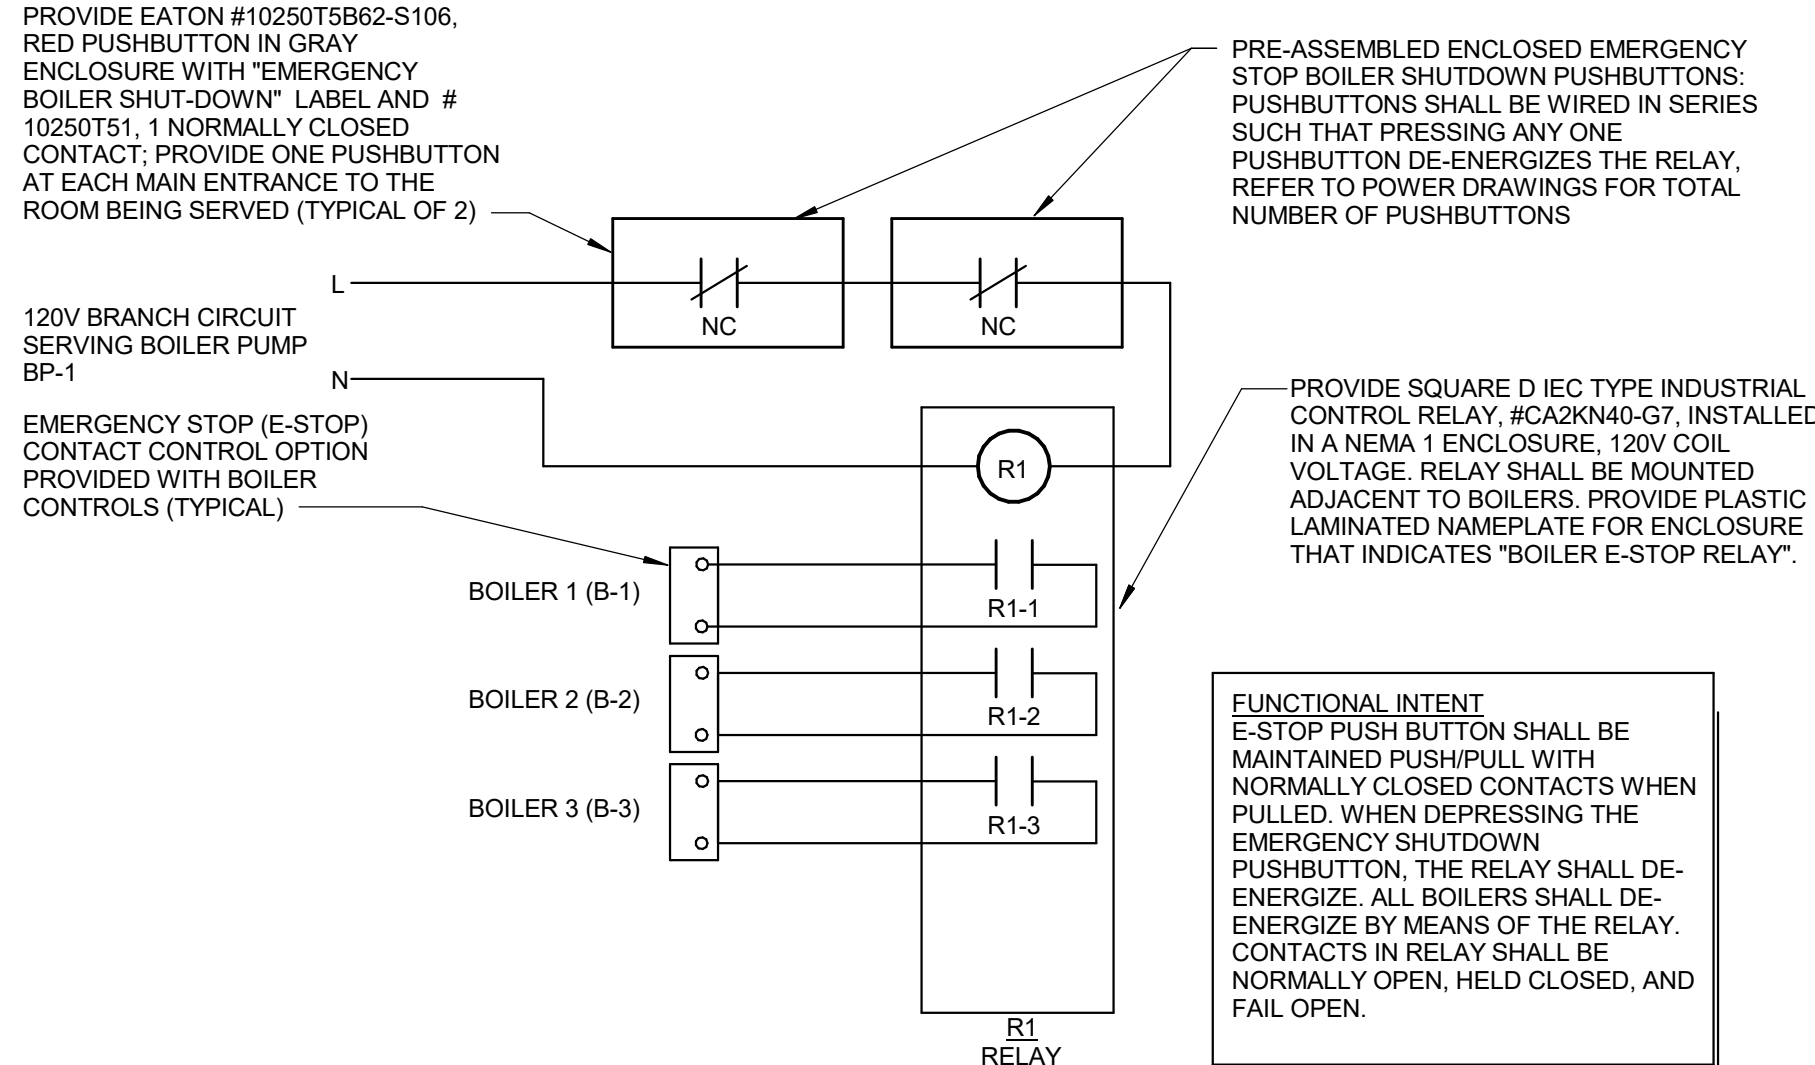 PROVIDE EATON #10250T5B62-S106,
RED PUSHBUTTON IN GRAY
ENCLOSURE WITH "EMERGENCY
BOILER SHUT-DOWN" LABEL AND #
10250T51, 1 NORMALLY CLOSED
CONTACT; PROVIDE ONE PUSHBUTTON
AT EACH MAIN ENTRANCE TO THE
ROOM BEING SERVED (TYPICAL OF 2)
PRE-ASSEMBLED ENCLOSED EMERGENCY
STOP BOILER SHUTDOWN PUSHBUTTONS:
PUSHBUTTONS SHALL BE WIRED IN SERIES
SUCH THAT PRESSING ANY ONE
PUSHBUTTON DE-ENERGIZES THE RELAY,
REFER TO POWER DRAWINGS FOR TOTAL
NUMBER OF PUSHBUTTONS
L
NC
NC
120V BRANCH CIRCUIT
SERVING BOILER PUMP
BP-1
N
EMERGENCY STOP (E-STOP)
CONTACT CONTROL OPTION
PROVIDED WITH BOILER
CONTROLS (TYPICAL)
R1
PROVIDE SQUARE D IEC TYPE INDUSTRIAL
CONTROL RELAY, #CA2KN40-G7, INSTALLED
IN A NEMA 1 ENCLOSURE, 120V COIL
VOLTAGE. RELAY SHALL BE MOUNTED
ADJACENT TO BOILERS. PROVIDE PLASTIC
LAMINATED NAMEPLATE FOR ENCLOSURE
THAT INDICATES "BOILER E-STOP RELAY".
BOILER 1 (B-1)
R1-1
BOILER 2 (B-2)
R1-2
BOILER 3 (B-3)
R1-3
R1
RELAY
FUNCTIONAL INTENT
E-STOP PUSH BUTTON SHALL BE
MAINTAINED PUSH/PULL WITH
NORMALLY CLOSED CONTACTS WHEN
PULLED. WHEN DEPRESSING THE
EMERGENCY SHUTDOWN
PUSHBUTTON, THE RELAY SHALL DE-
ENERGIZE. ALL BOILERS SHALL DE-
ENERGIZE BY MEANS OF THE RELAY.
CONTACTS IN RELAY SHALL BE
NORMALLY OPEN, HELD CLOSED, AND
FAIL OPEN.